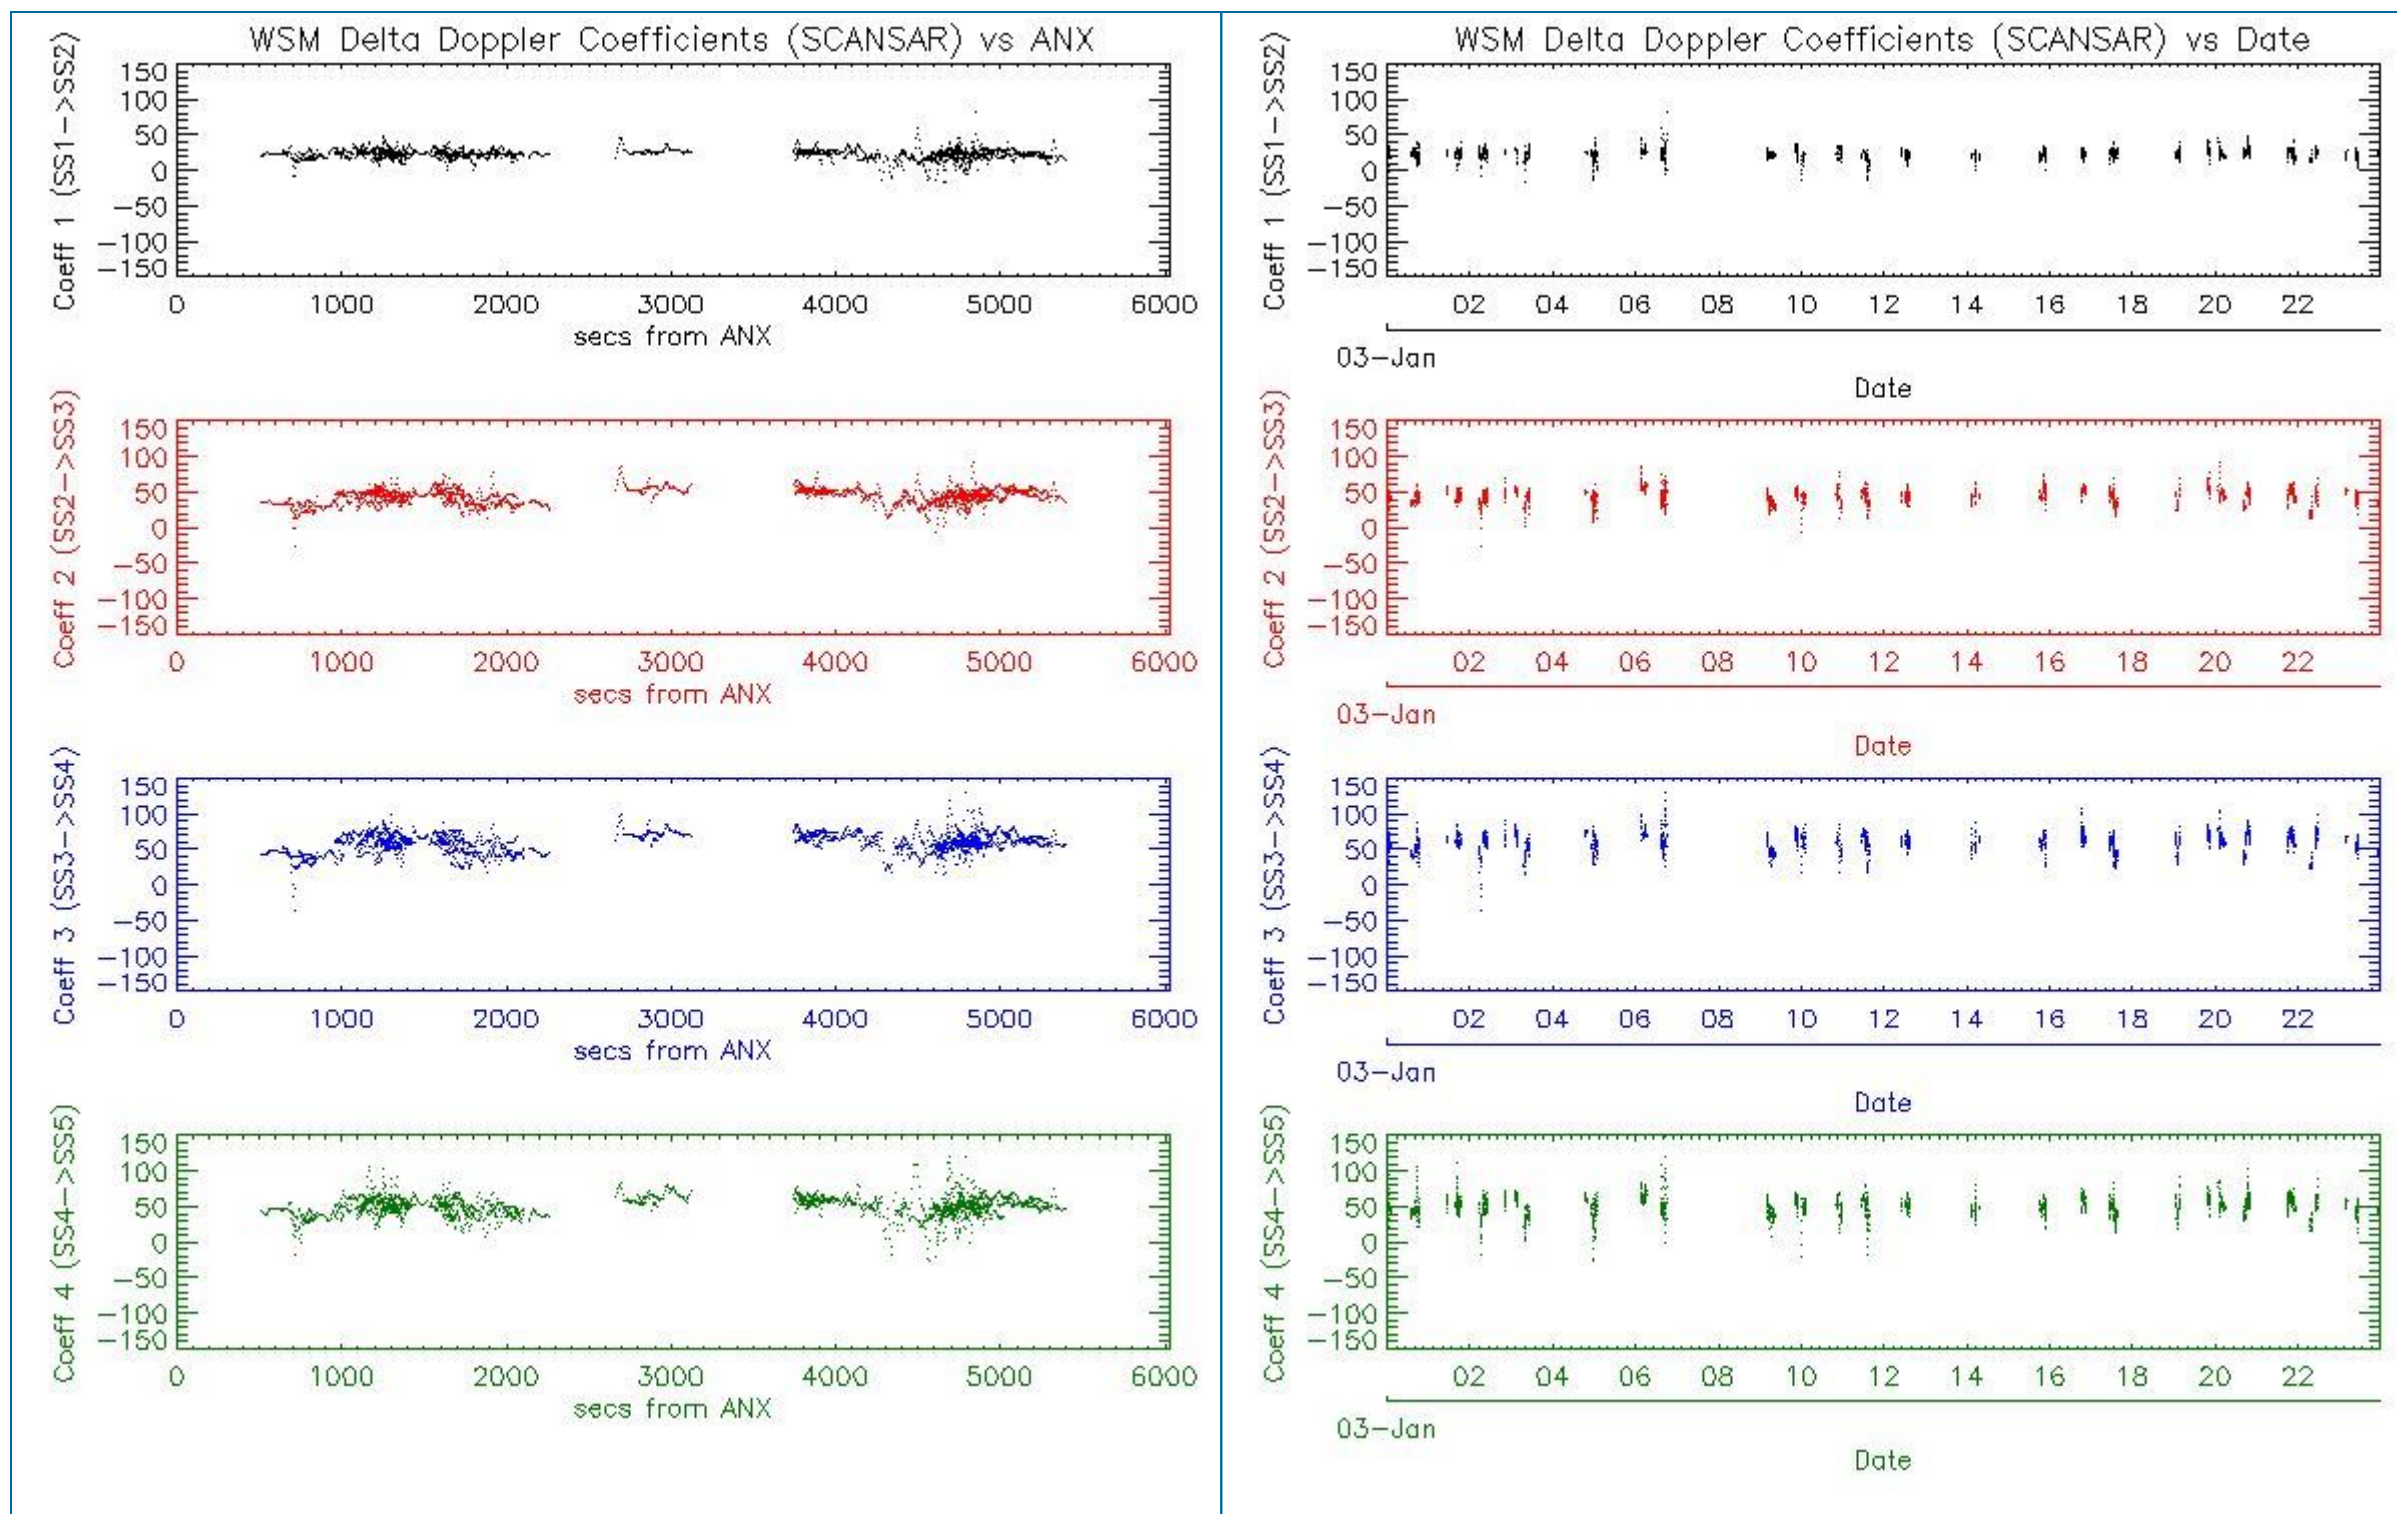 WSM Delta Doppler Coefficients (SCANSAR) vs ANX
Coeff 1 (SS1->SS2)
150
100
50
0
-50
-100
-150
0 1000 2000 3000 4000 5000 6000
secs from ANX
Coeff 2 (SS2->SS3)
150
100
50
0
-50
-100
-150
0 1000 2000 3000 4000 5000 6000
secs from ANX
Coeff 3 (SS3->SS4)
150
100
50
0
-50
-100
-150
0 1000 2000 3000 4000 5000 6000
secs from ANX
Coeff 4 (SS4->SS5)
150
100
50
0
-50
-100
-150
0 1000 2000 3000 4000 5000 6000
secs from ANX
WSM Delta Doppler Coefficients (SCANSAR) vs Date
Coeff 1 (SS1->SS2)
150
100
50
0
-50
-100
-150
02 04 06 08 10 12 14 16 18 20 22
03-Jan
Date
Coeff 2 (SS2->SS3)
150
100
50
0
-50
-100
-150
02 04 06 08 10 12 14 16 18 20 22
03-Jan
Date
Coeff 3 (SS3->SS4)
150
100
50
0
-50
-100
-150
02 04 06 08 10 12 14 16 18 20 22
03-Jan
Date
Coeff 4 (SS4->SS5)
150
100
50
0
-50
-100
-150
02 04 06 08 10 12 14 16 18 20 22
03-Jan
Date